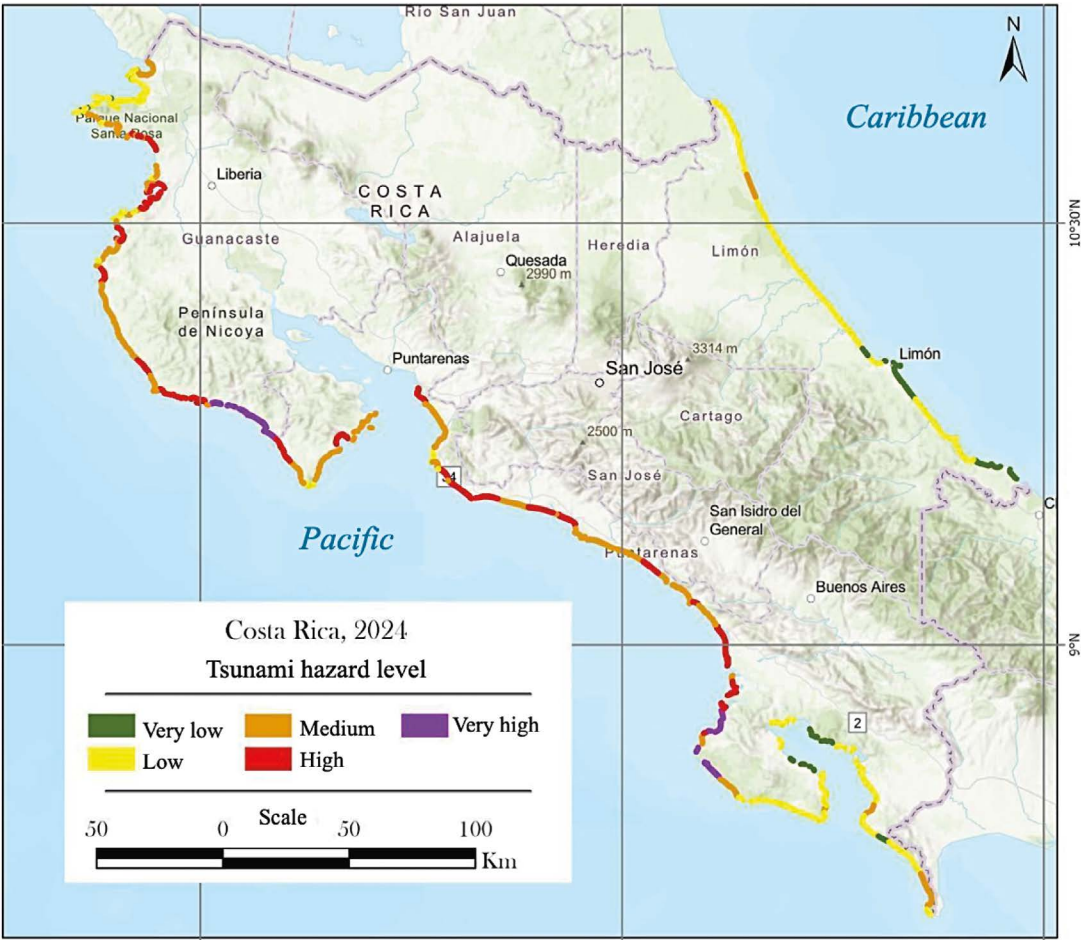 Río San Juan
N
Caribbean
Parque Nacional
Santa Rosa
Liberia
COSTA
RICA
10°30'N
Guanacaste
Alajuela
Heredia
Limón
Quesada
2990 m
Península
de Nicoya
Puntarenas
3314 m
Limón
San José
Cartago
2500 m
34
San José
C
San Isidro del
General
Pacific
Puntarenas
Buenos Aires
9°N
2
Costa Rica, 2024
Tsunami hazard level
Very low
Medium
Very high
Low
High
Scale
50 0 50 100
Km